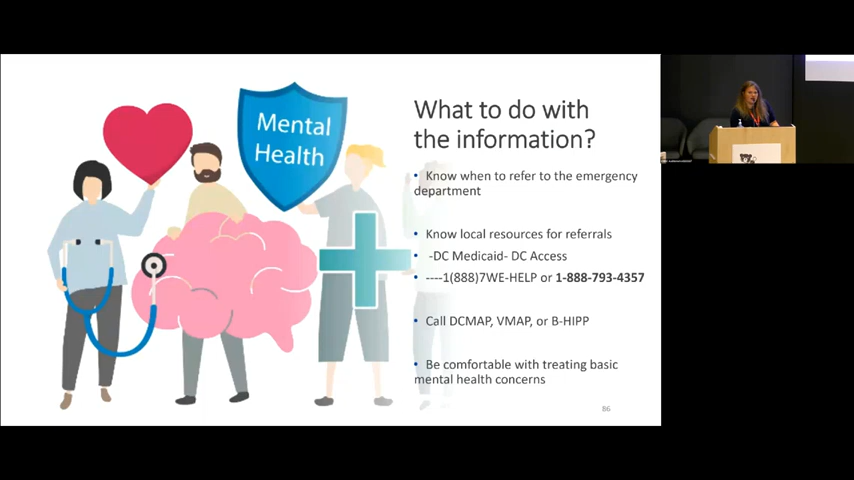 Mental
Health
What to do with
the information?
• Know when to refer to the emergency
department
• Know local resources for referrals
• -DC Medicaid- DC Access
• ----1(888)7WE-HELP or 1-888-793-4357
• Call DCMAP, VMAP, or B-HIPP
• Be comfortable with treating basic
mental health concerns
86